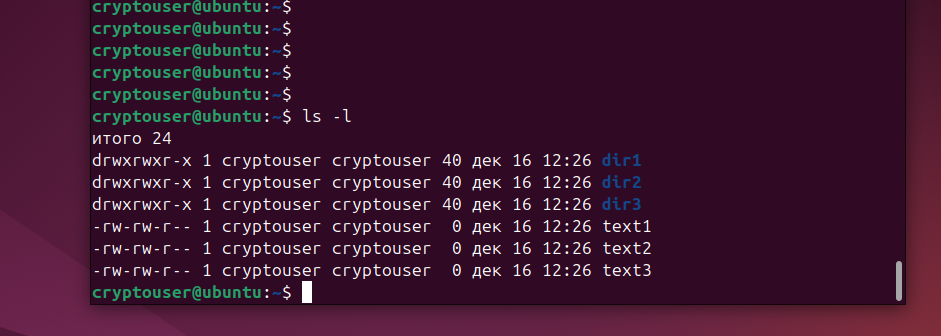 cryptouser@ubuntu:~$
cryptouser@ubuntu:~$
cryptouser@ubuntu:~$
cryptouser@ubuntu:~$
cryptouser@ubuntu:~$
cryptouser@ubuntu:~$ ls -l
итого 24
drwxrwxr-x 1 cryptouser cryptouser 40 дек 16 12:26 dir1
drwxrwxr-x 1 cryptouser cryptouser 40 дек 16 12:26 dir2
drwxrwxr-x 1 cryptouser cryptouser 40 дек 16 12:26 dir3
-rw-rw-r-- 1 cryptouser cryptouser  0 дек 16 12:26 text1
-rw-rw-r-- 1 cryptouser cryptouser  0 дек 16 12:26 text2
-rw-rw-r-- 1 cryptouser cryptouser  0 дек 16 12:26 text3
cryptouser@ubuntu:~$